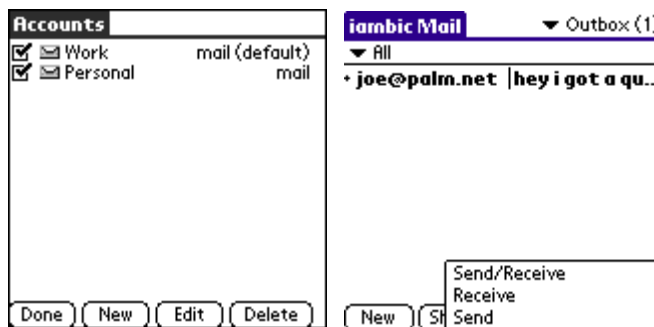 Accounts
Work mail (default)
Personal mail
Done New Edit Delete
iambic Mail Outbox (1)
All
joe@palm.net hey i got a qu...
Send/Receive
Receive
New Sh Send